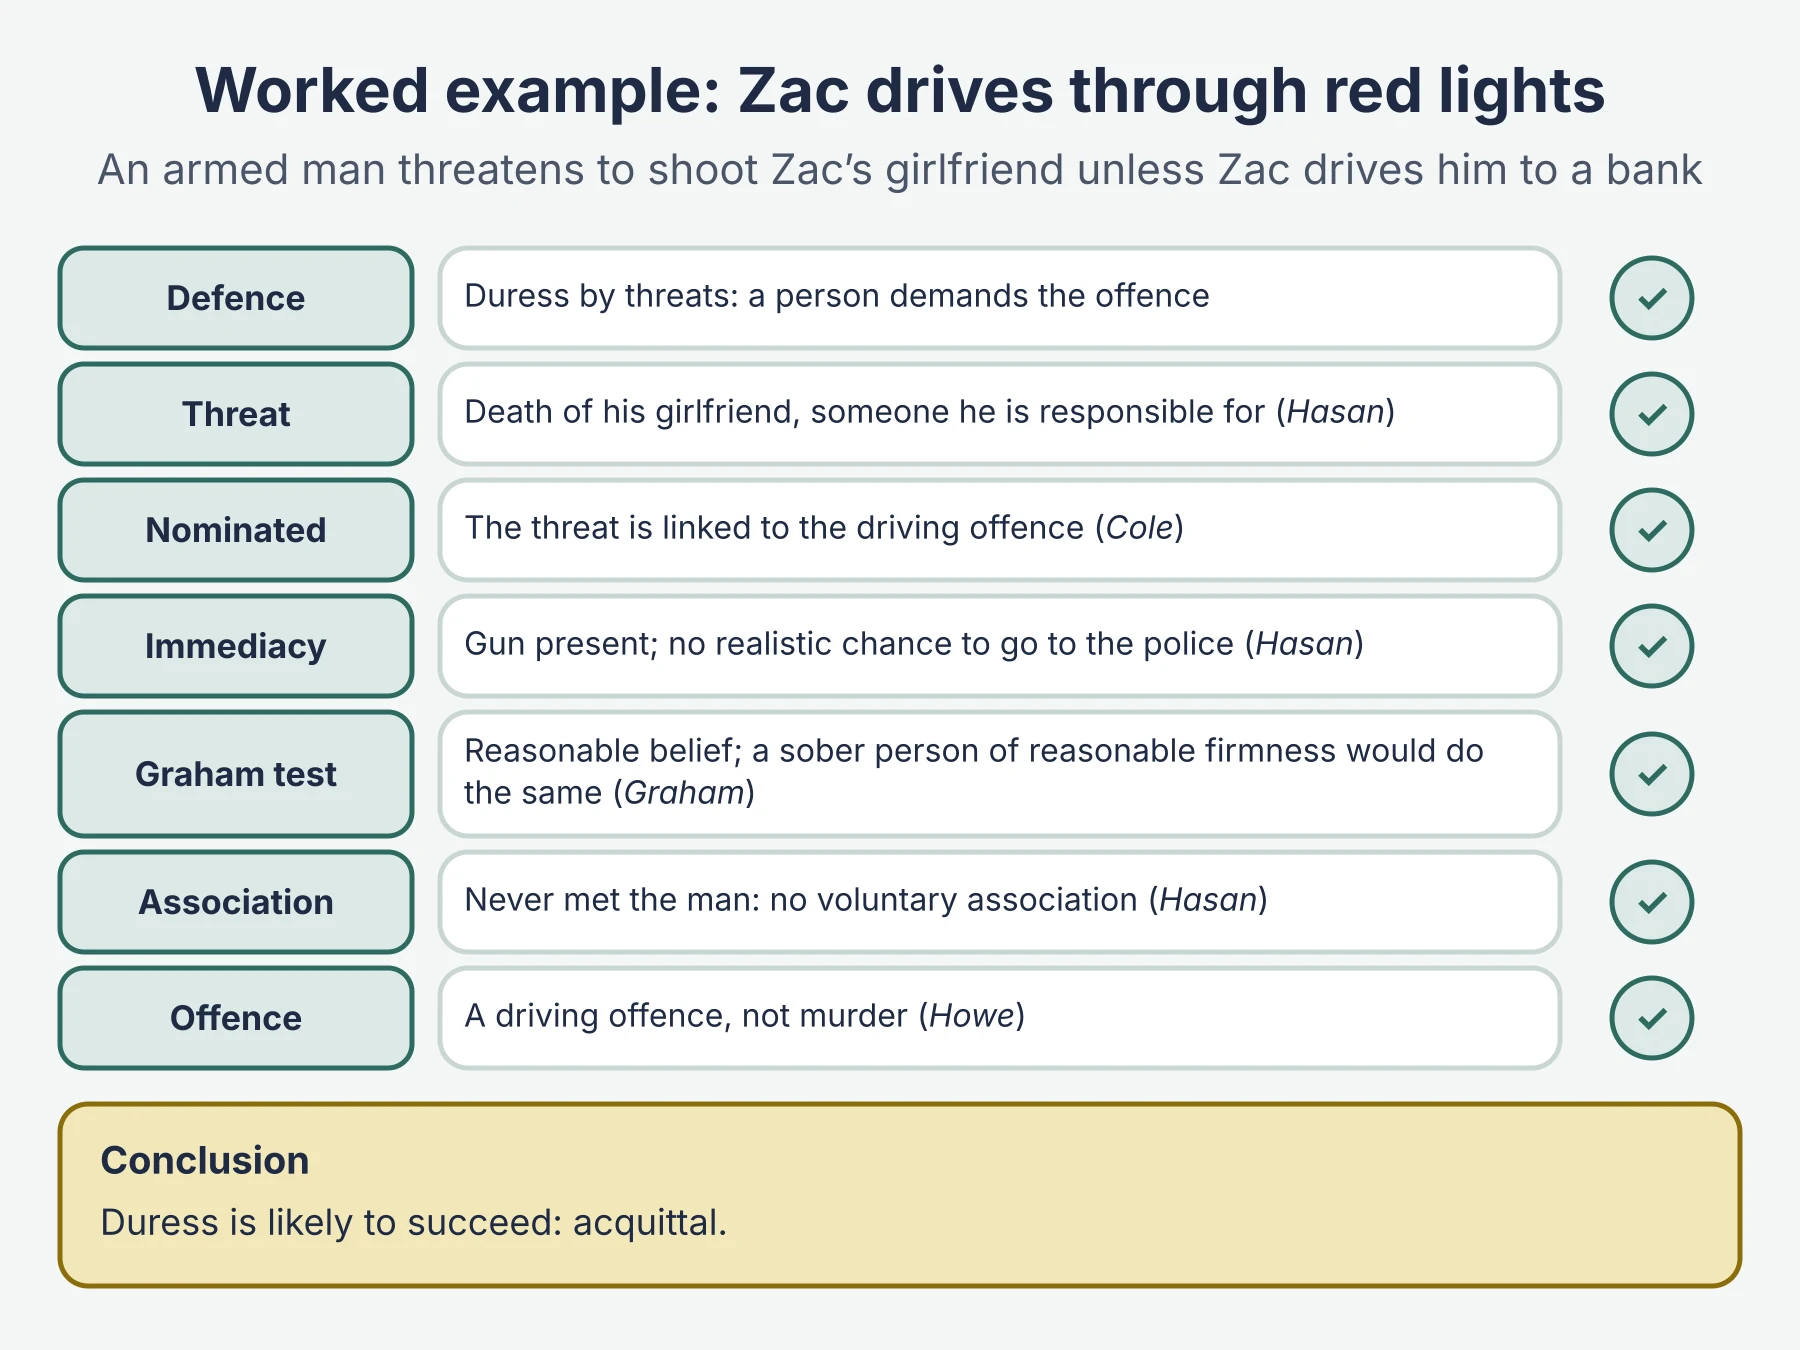 Worked example: Zac drives through red lights
An armed man threatens to shoot Zac’s girlfriend unless Zac drives him to a bank
Defence
Duress by threats: a person demands the offence
Threat
Death of his girlfriend, someone he is responsible for (Hasan)
Nominated
The threat is linked to the driving offence (Cole)
Immediacy
Gun present; no realistic chance to go to the police (Hasan)
Graham test
Reasonable belief; a sober person of reasonable firmness would do
the same (Graham)
Association
Never met the man: no voluntary association (Hasan)
Offence
A driving offence, not murder (Howe)
Conclusion
Duress is likely to succeed: acquittal.